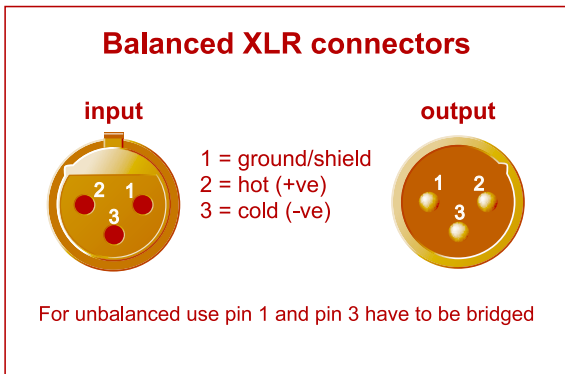 Balanced XLR connectors
input
output
2 1
3
1 = ground/shield
2 = hot (+ve)
3 = cold (-ve)
1 2
3
For unbalanced use pin 1 and pin 3 have to be bridged